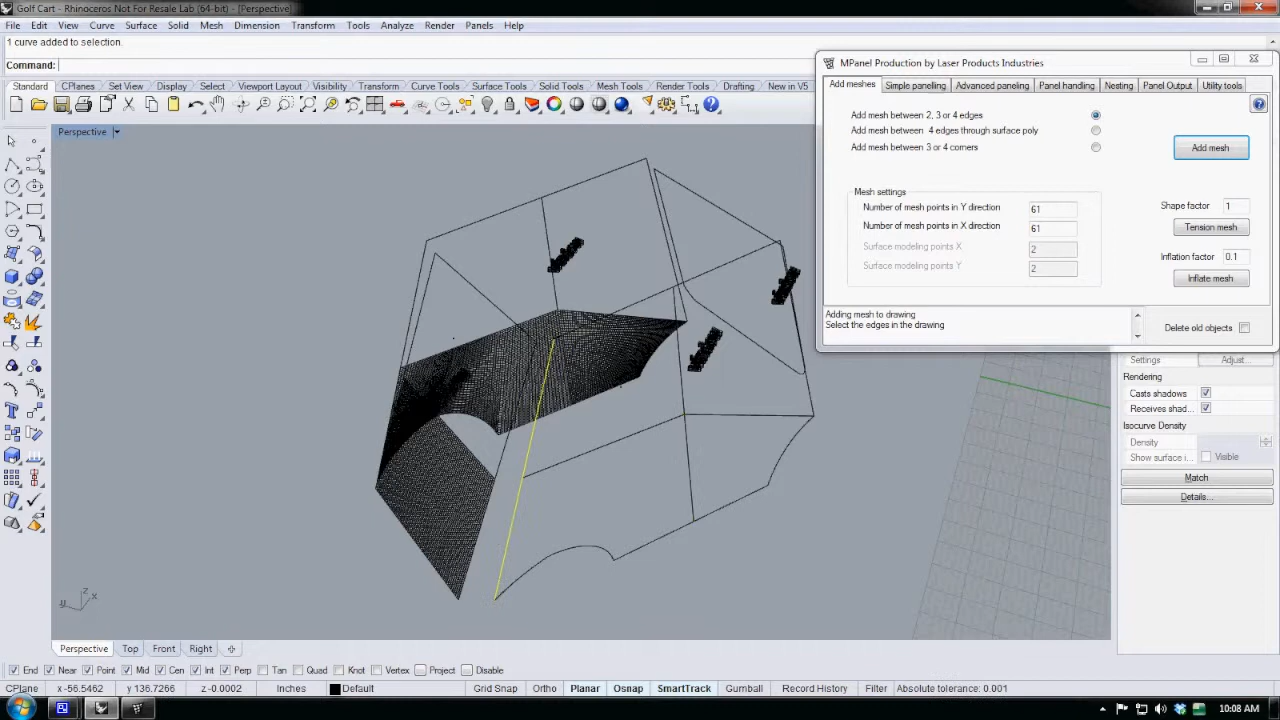 Golf Cart - Rhinoceros Not For Resale Lab (64-bit) - [Perspective]
File Edit View Curve Surface Solid Mesh Dimension Transform Tools Analyze Render Panels Help
1 curve added to selection.
Command:
Standard CPlanes Set View Display Select Viewport Layout Visibility Transform Curve Tools Surface Tools Solid Tools Mesh Tools Render Tools Drafting New in V5
Perspective
MPanel Production by Laser Products Industries
Add meshes Simple panelling Advanced paneling Panel handling Nesting Panel Output Utility tools
Add mesh between 2, 3 or 4 edges
Add mesh between 4 edges through surface poly
Add mesh between 3 or 4 corners
Add mesh
Mesh settings
Number of mesh points in Y direction 61
Number of mesh points in X direction 61
Surface modeling points X 2
Surface modeling points Y 2
Shape factor 1
Tension mesh
Inflation factor 0.1
Inflate mesh
Adding mesh to drawing
Select the edges in the drawing
Delete old objects
Settings Adjust...
Rendering
Casts shadows
Receives shad...
Isocurve Density
Density
Show surface i... Visible
Match
Details...
z
y x
Perspective Top Front Right
End Near Point Mid Cen Int Perp Tan Quad Knot Vertex Project Disable
CPlane x -56.5462 y 136.7266 z -0.0002 Inches Default Grid Snap Ortho Planar Osnap SmartTrack Gumball Record History Filter Absolute tolerance: 0.001
10:08 AM